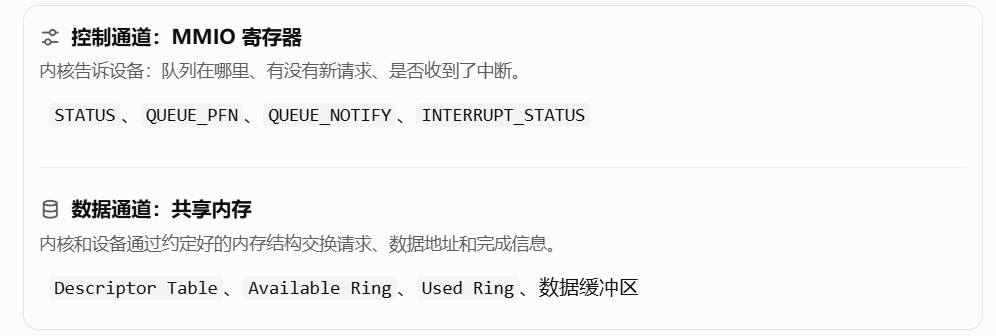 控制通道：MMIO 寄存器
内核告诉设备：队列在哪里、有没有新请求、是否收到了中断。
STATUS、QUEUE_PFN、QUEUE_NOTIFY、INTERRUPT_STATUS
数据通道：共享内存
内核和设备通过约定好的内存结构交换请求、数据地址和完成信息。
Descriptor Table、Available Ring、Used Ring、数据缓冲区